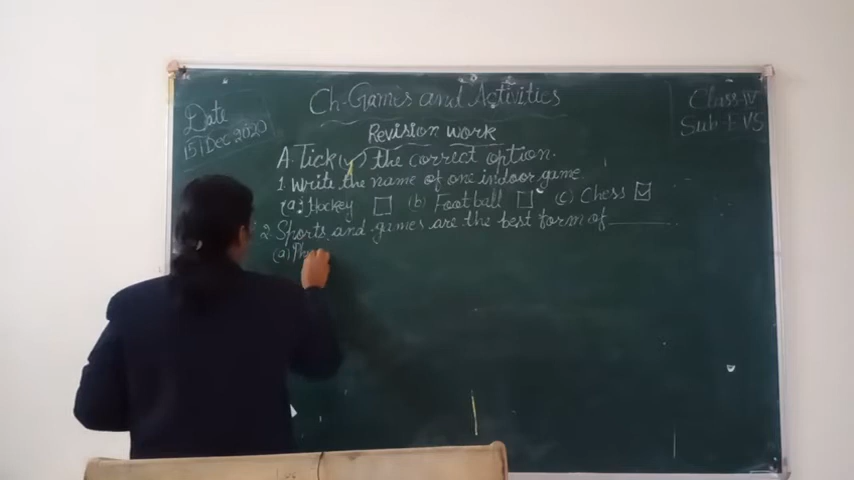 Ch-Games and Activities
Class-IV
Date
Sub-EVS
15/Dec 2020
Revision work
A. Tick (✓) the correct option.
1. Write the name of one indoor game.
(a) Hockey ☐ (b) Football ☐ (c) Chess ☑
2. Sports and games are the best form of ________
(a)